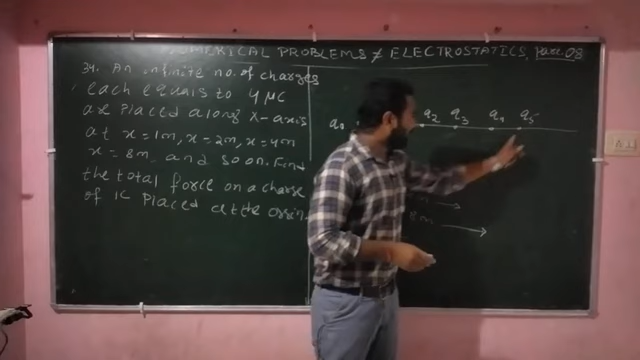 NUMERICAL PROBLEMS ≠ ELECTROSTATICS, Part.08
34. An infinite no. of charges
each equals to 4 μC
are placed along X-axis
at x=1m, x=2m, x=4m
x=8m and so on. Find
the total force on a charge
of 1C placed at the
q₀
q₂ q₃ q₄ q₅
m
8m